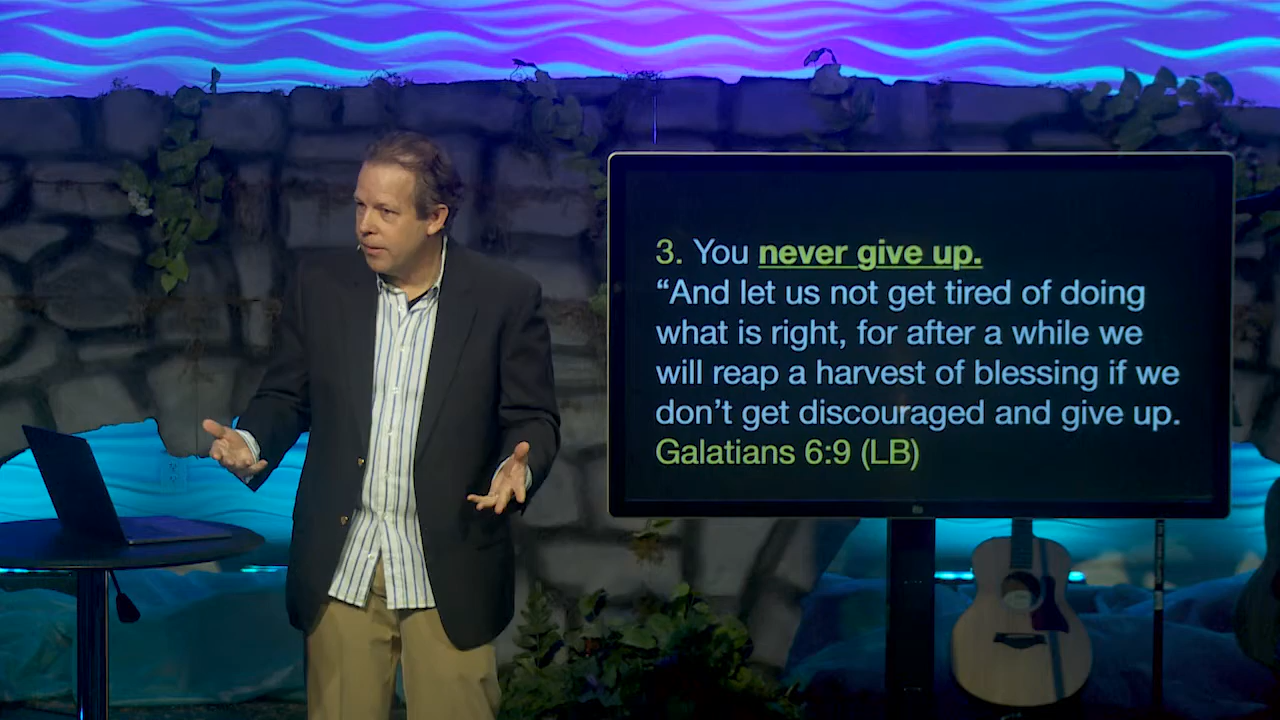 3. You never give up.
“And let us not get tired of doing
what is right, for after a while we
will reap a harvest of blessing if we
don’t get discouraged and give up.
Galatians 6:9 (LB)